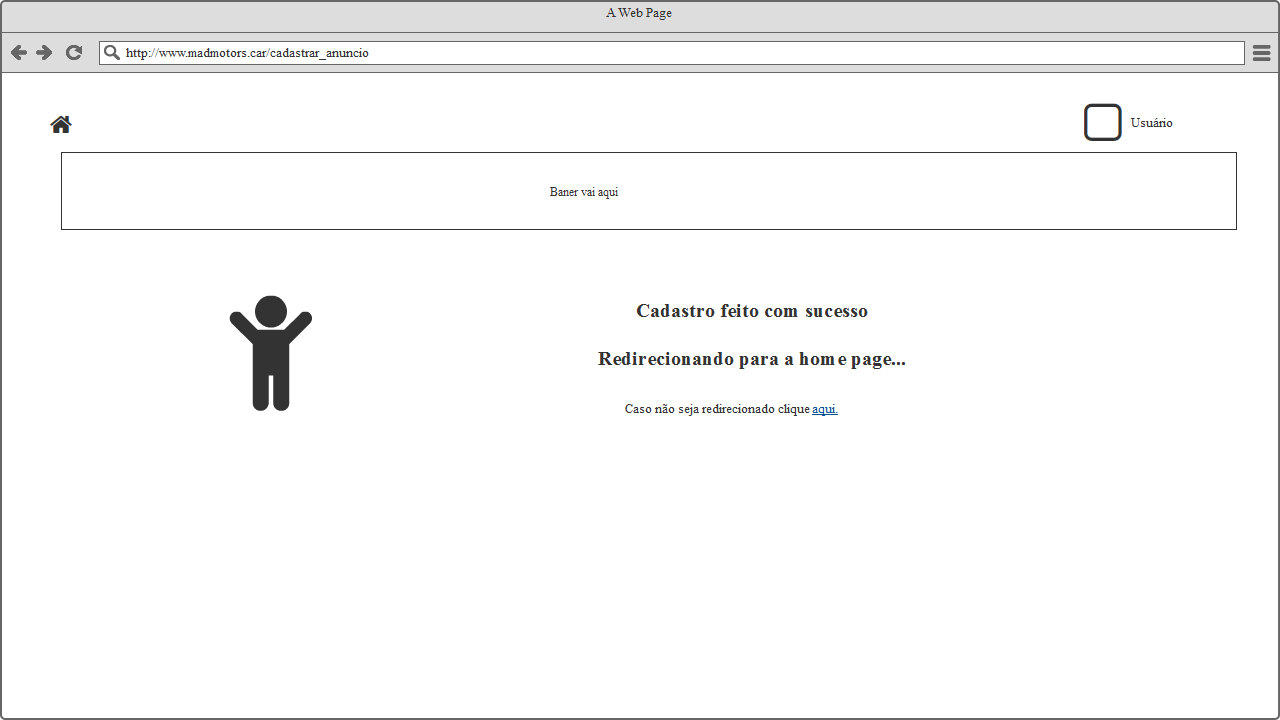 A Web Page
http://www.madmotors.car/cadastrar_anuncio
Usuário
Baner vai aqui
Cadastro feito com sucesso
Redirecionando para a home page...
Caso não seja redirecionado clique aqui.